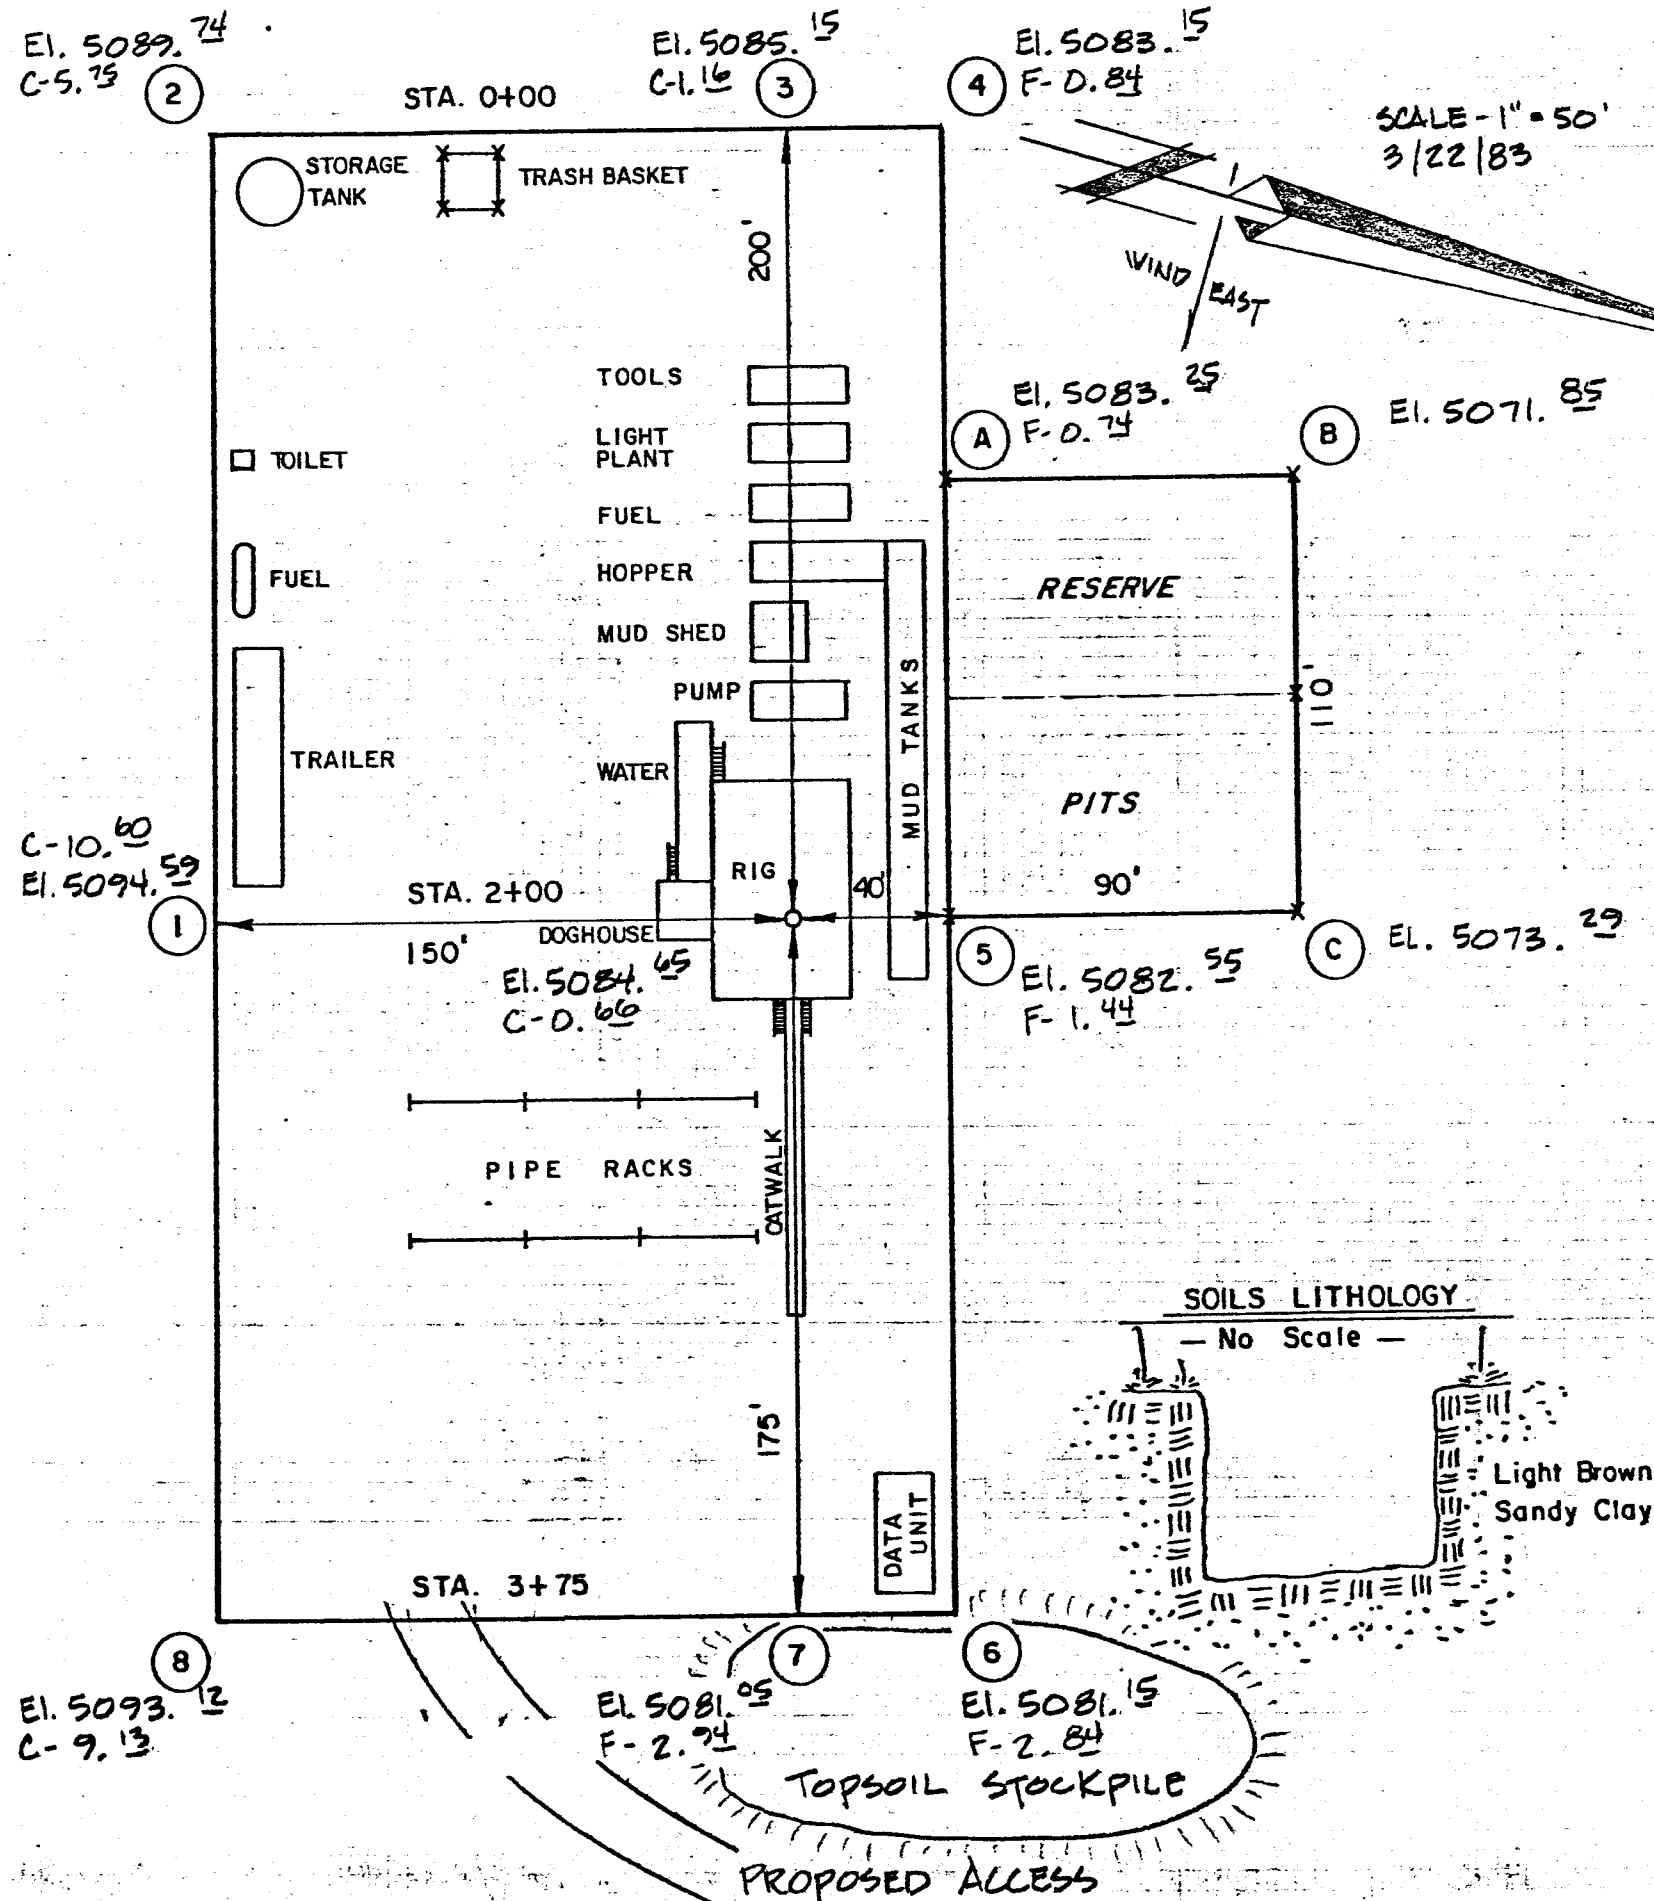 El. 5089.74
C-5.75
2
STA. 0+00
El. 5085.15
C-1.16
3
4
El. 5083.15
F-0.84
SCALE - 1" = 50'
3/22/83
STORAGE
TANK
TRASH BASKET
200'
WIND
EAST
TOOLS
LIGHT
PLANT
FUEL
HOPPER
MUD SHED
PUMP
WATER
TOILET
FUEL
TRAILER
MUD TANKS
A
El. 5083.25
F-0.74
B
El. 5071.85
RESERVE
PITS
110'
90'
C-10.60
El. 5094.59
1
STA. 2+00
150'
RIG
40'
DOGHOUSE
El. 5084.65
C-0.66
5
El. 5082.55
F-1.44
C
EL. 5073.29
PIPE RACKS
CATWALK
175'
SOILS LITHOLOGY
— No Scale —
Light Brown
Sandy Clay
DATA
UNIT
STA. 3+75
8
El. 5093.12
C-9.13
7
El. 5081.05
F-2.94
6
El. 5081.15
F-2.84
TOPSOIL STOCKPILE
PROPOSED ACCESS